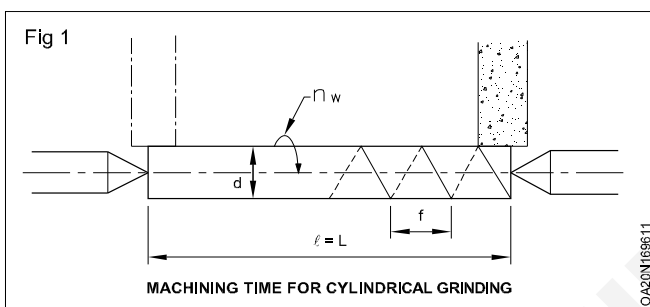 Fig 1
n w
d
f
ℓ = L
MACHINING TIME FOR CYLINDRICAL GRINDING
OA20N169611